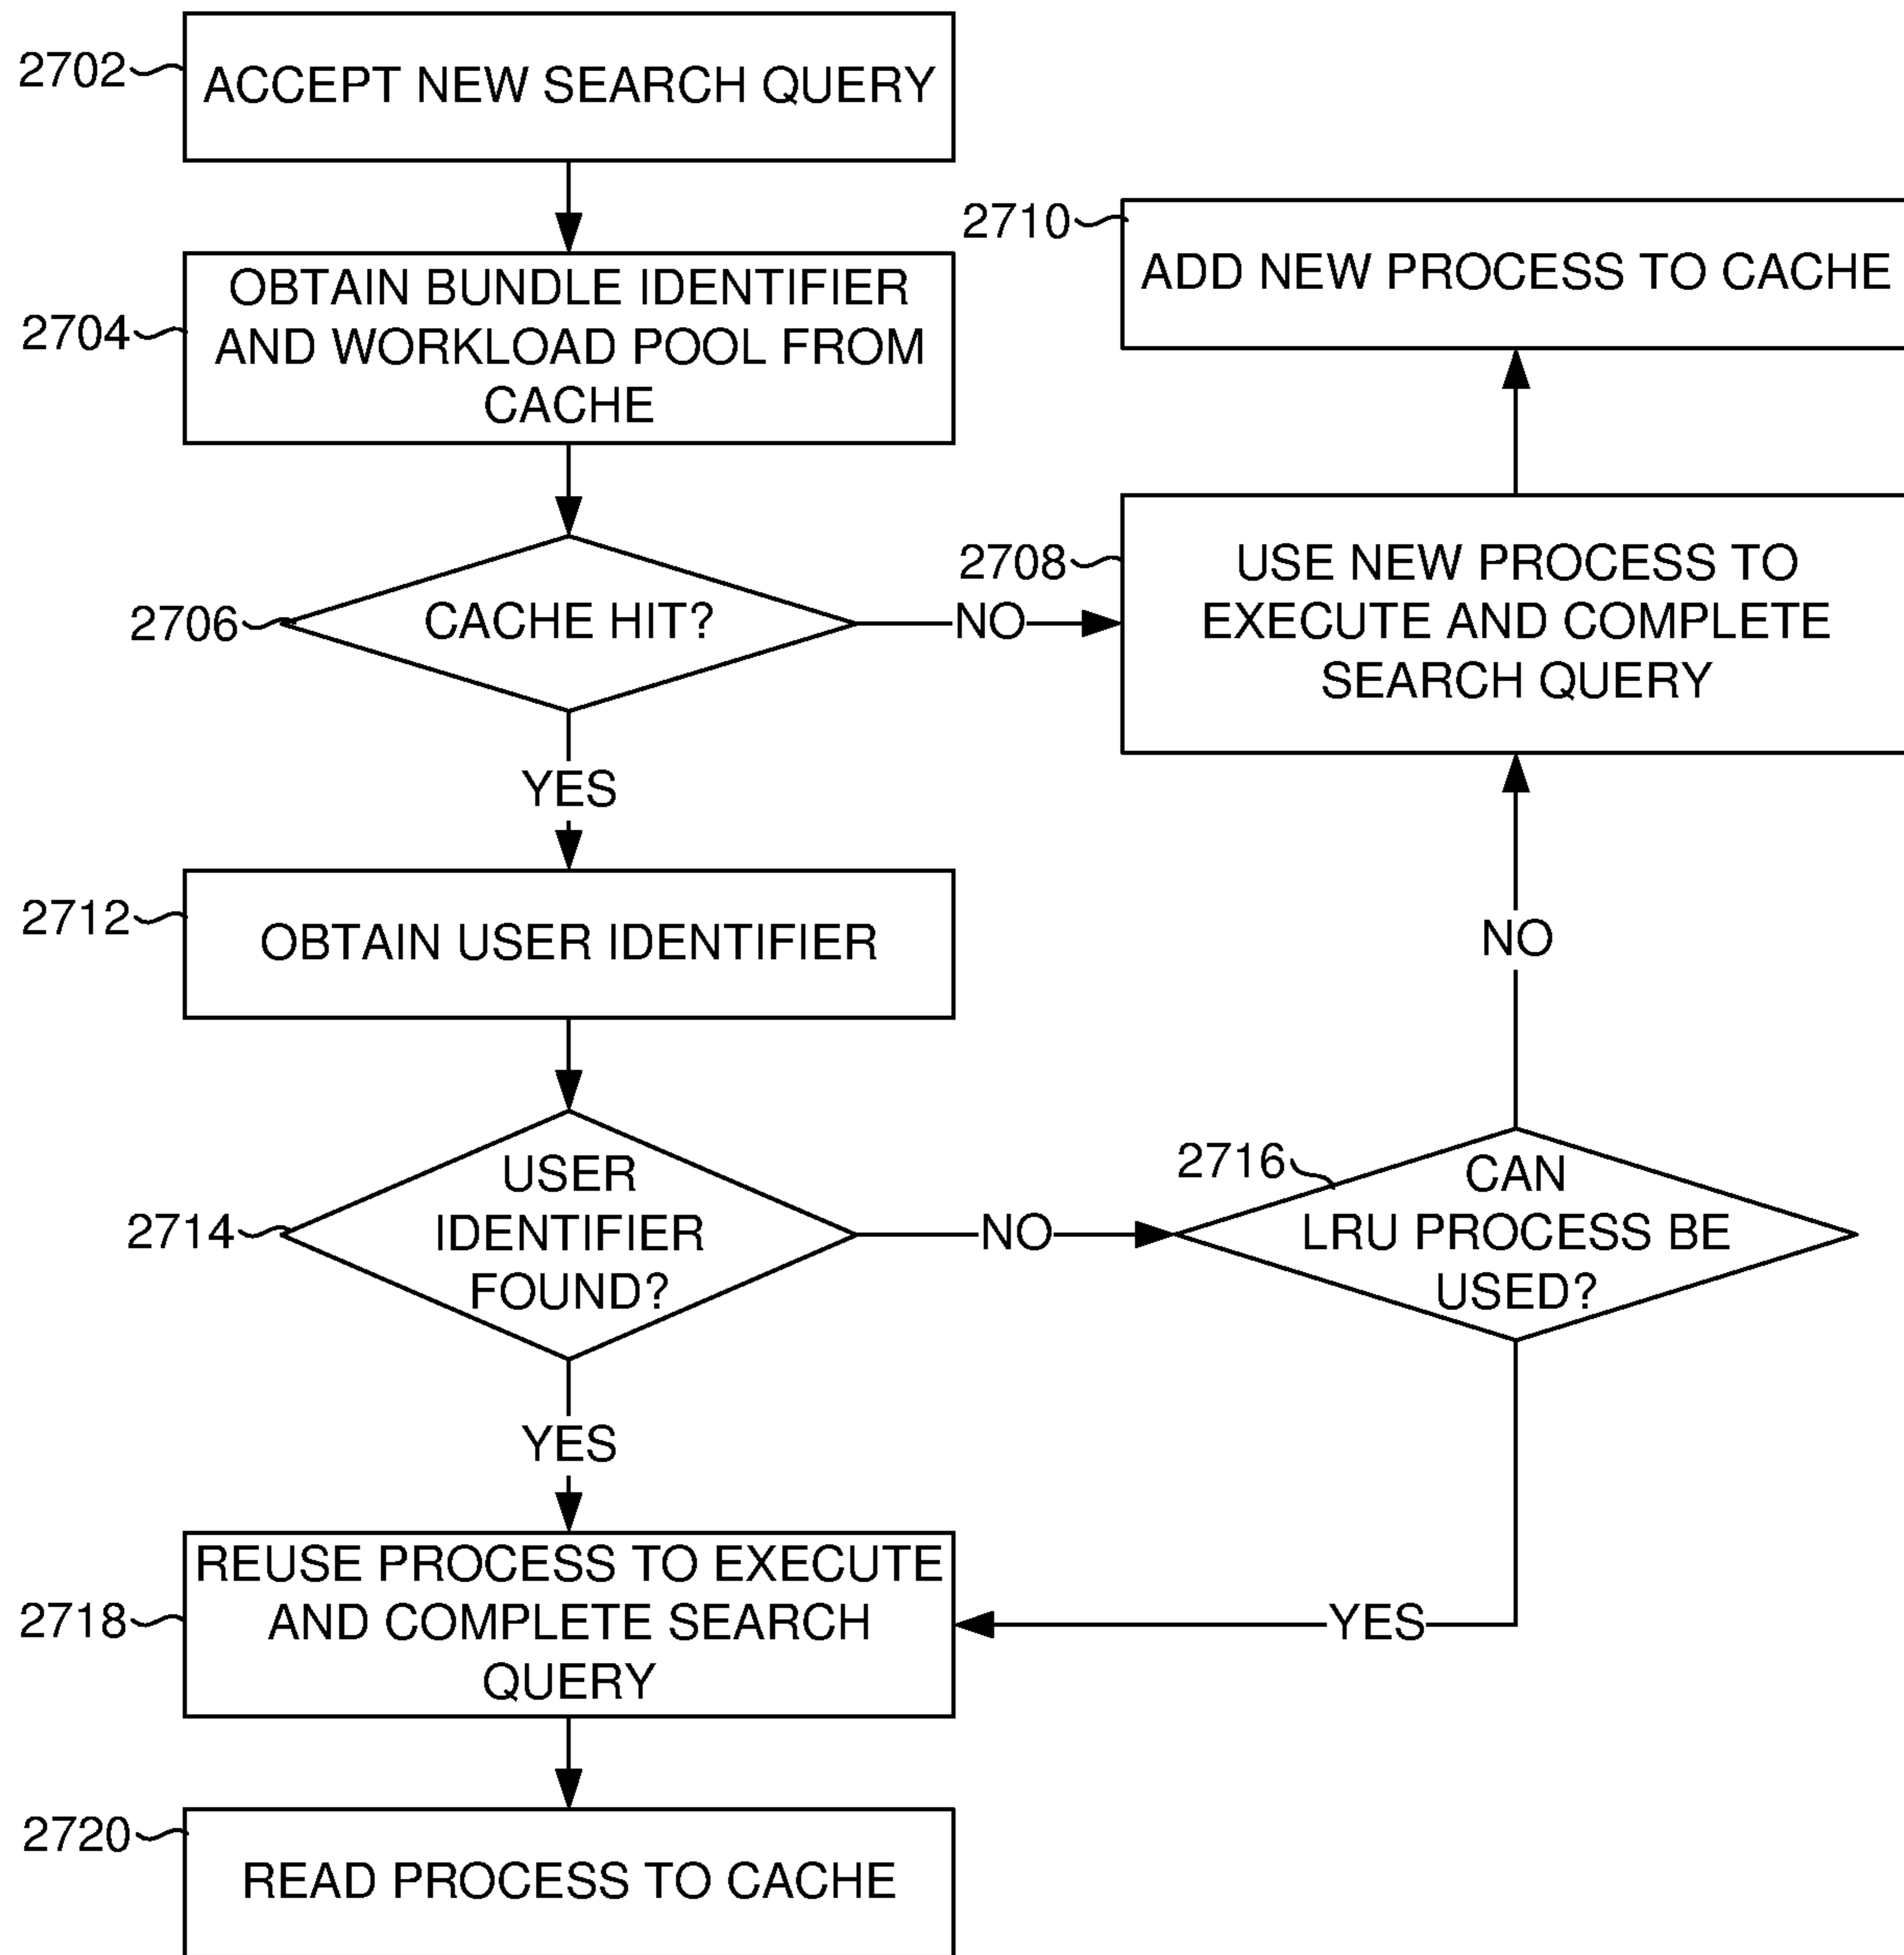 2702
ACCEPT NEW SEARCH QUERY
2704
OBTAIN BUNDLE IDENTIFIER
AND WORKLOAD POOL FROM
CACHE
2706
CACHE HIT?
NO
2708
USE NEW PROCESS TO
EXECUTE AND COMPLETE
SEARCH QUERY
2710
ADD NEW PROCESS TO CACHE
YES
2712
OBTAIN USER IDENTIFIER
2714
USER
IDENTIFIER
FOUND?
NO
2716
CAN
LRU PROCESS BE
USED?
NO
YES
YES
2718
REUSE PROCESS TO EXECUTE
AND COMPLETE SEARCH
QUERY
2720
READ PROCESS TO CACHE